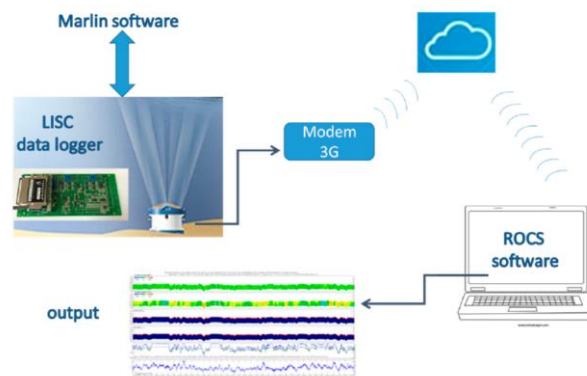 Marlin software
LISC
data logger
Modem
3G
ROCS
software
output